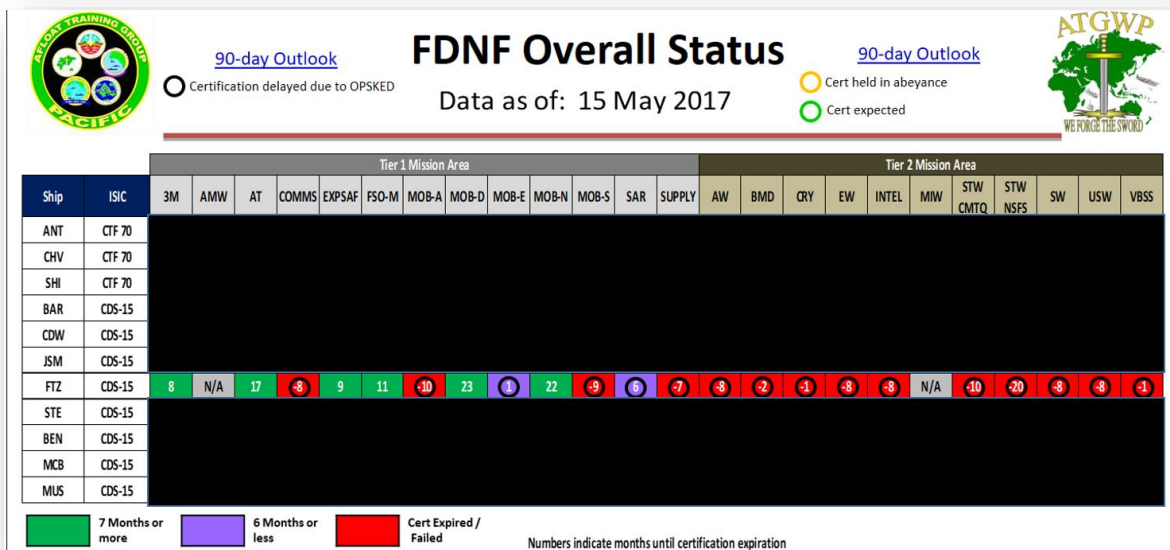 AFLOAT TRAINING GROUP
PACIFIC
90-day Outlook
Certification delayed due to OPSKED
FDNF Overall Status
Data as of: 15 May 2017
90-day Outlook
Cert held in abeyance
Cert expected
ATGWP
WE FORGE THE SWORD
Tier 1 Mission Area Tier 2 Mission Area
Ship ISIC 3M AMW AT COMMS EXPSAF FSO-M MOB-A MOB-D MOB-E MOB-N MOB-S SAR SUPPLY AW BMD CRY EW INTEL MIW STW CMTQ STW NSFS SW USW VBSS
ANT CTF 70
CHV CTF 70
SHI CTF 70
BAR CDS-15
CDW CDS-15
JSM CDS-15
FTZ CDS-15 8 N/A 17 -8 9 11 -10 23 1 22 -9 6 -7 -8 -2 -1 -8 -8 N/A -10 -20 -8 -8 -1
STE CDS-15
BEN CDS-15
MCB CDS-15
MUS CDS-15
7 Months or more
6 Months or less
Cert Expired / Failed
Numbers indicate months until certification expiration